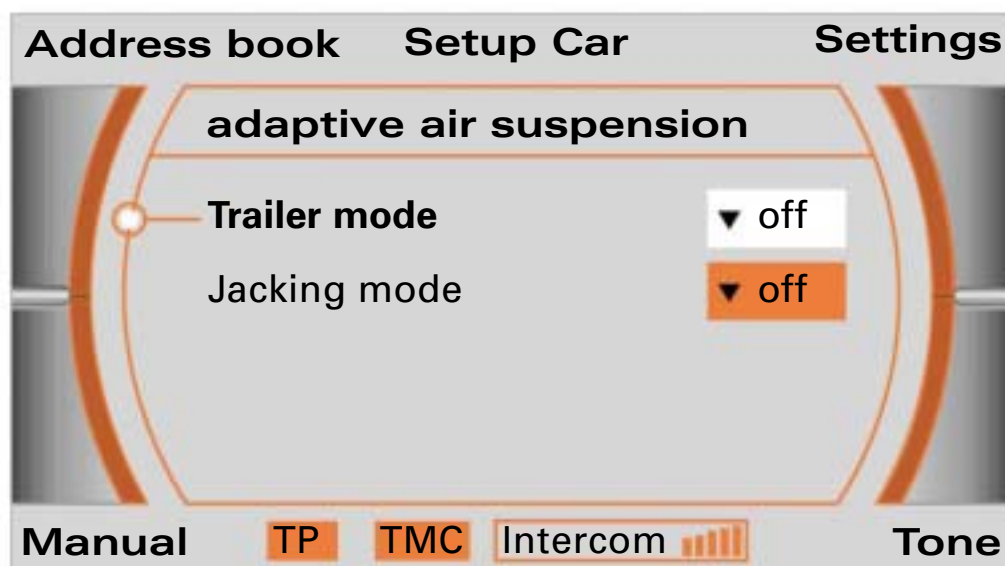 Address book Setup Car Settings
adaptive air suspension
Trailer mode off
Jacking mode off
Manual TP TMC Intercom Tone